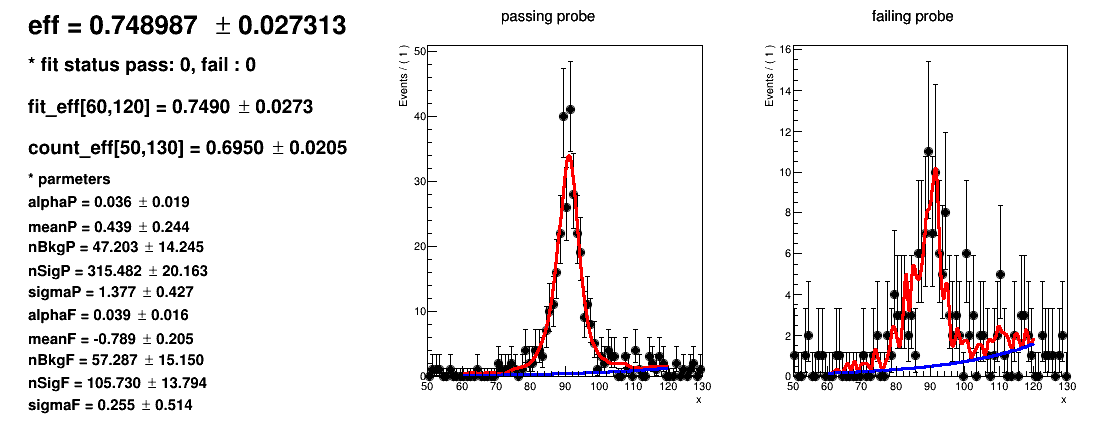 eff = 0.748987 ± 0.027313
* fit status pass: 0, fail : 0
fit_eff[60,120] = 0.7490 ± 0.0273
count_eff[50,130] = 0.6950 ± 0.0205
* parmeters
alphaP = 0.036 ± 0.019
meanP = 0.439 ± 0.244
nBkgP = 47.203 ± 14.245
nSigP = 315.482 ± 20.163
sigmaP = 1.377 ± 0.427
alphaF = 0.039 ± 0.016
meanF = -0.789 ± 0.205
nBkgF = 57.287 ± 15.150
nSigF = 105.730 ± 13.794
sigmaF = 0.255 ± 0.514
passing probe
Events / ( 1 )
50
40
30
20
10
0
50 60 70 80 90 100 110 120 130
x
failing probe
Events / ( 1 )
16
14
12
10
8
6
4
2
0
50 60 70 80 90 100 110 120 130
x